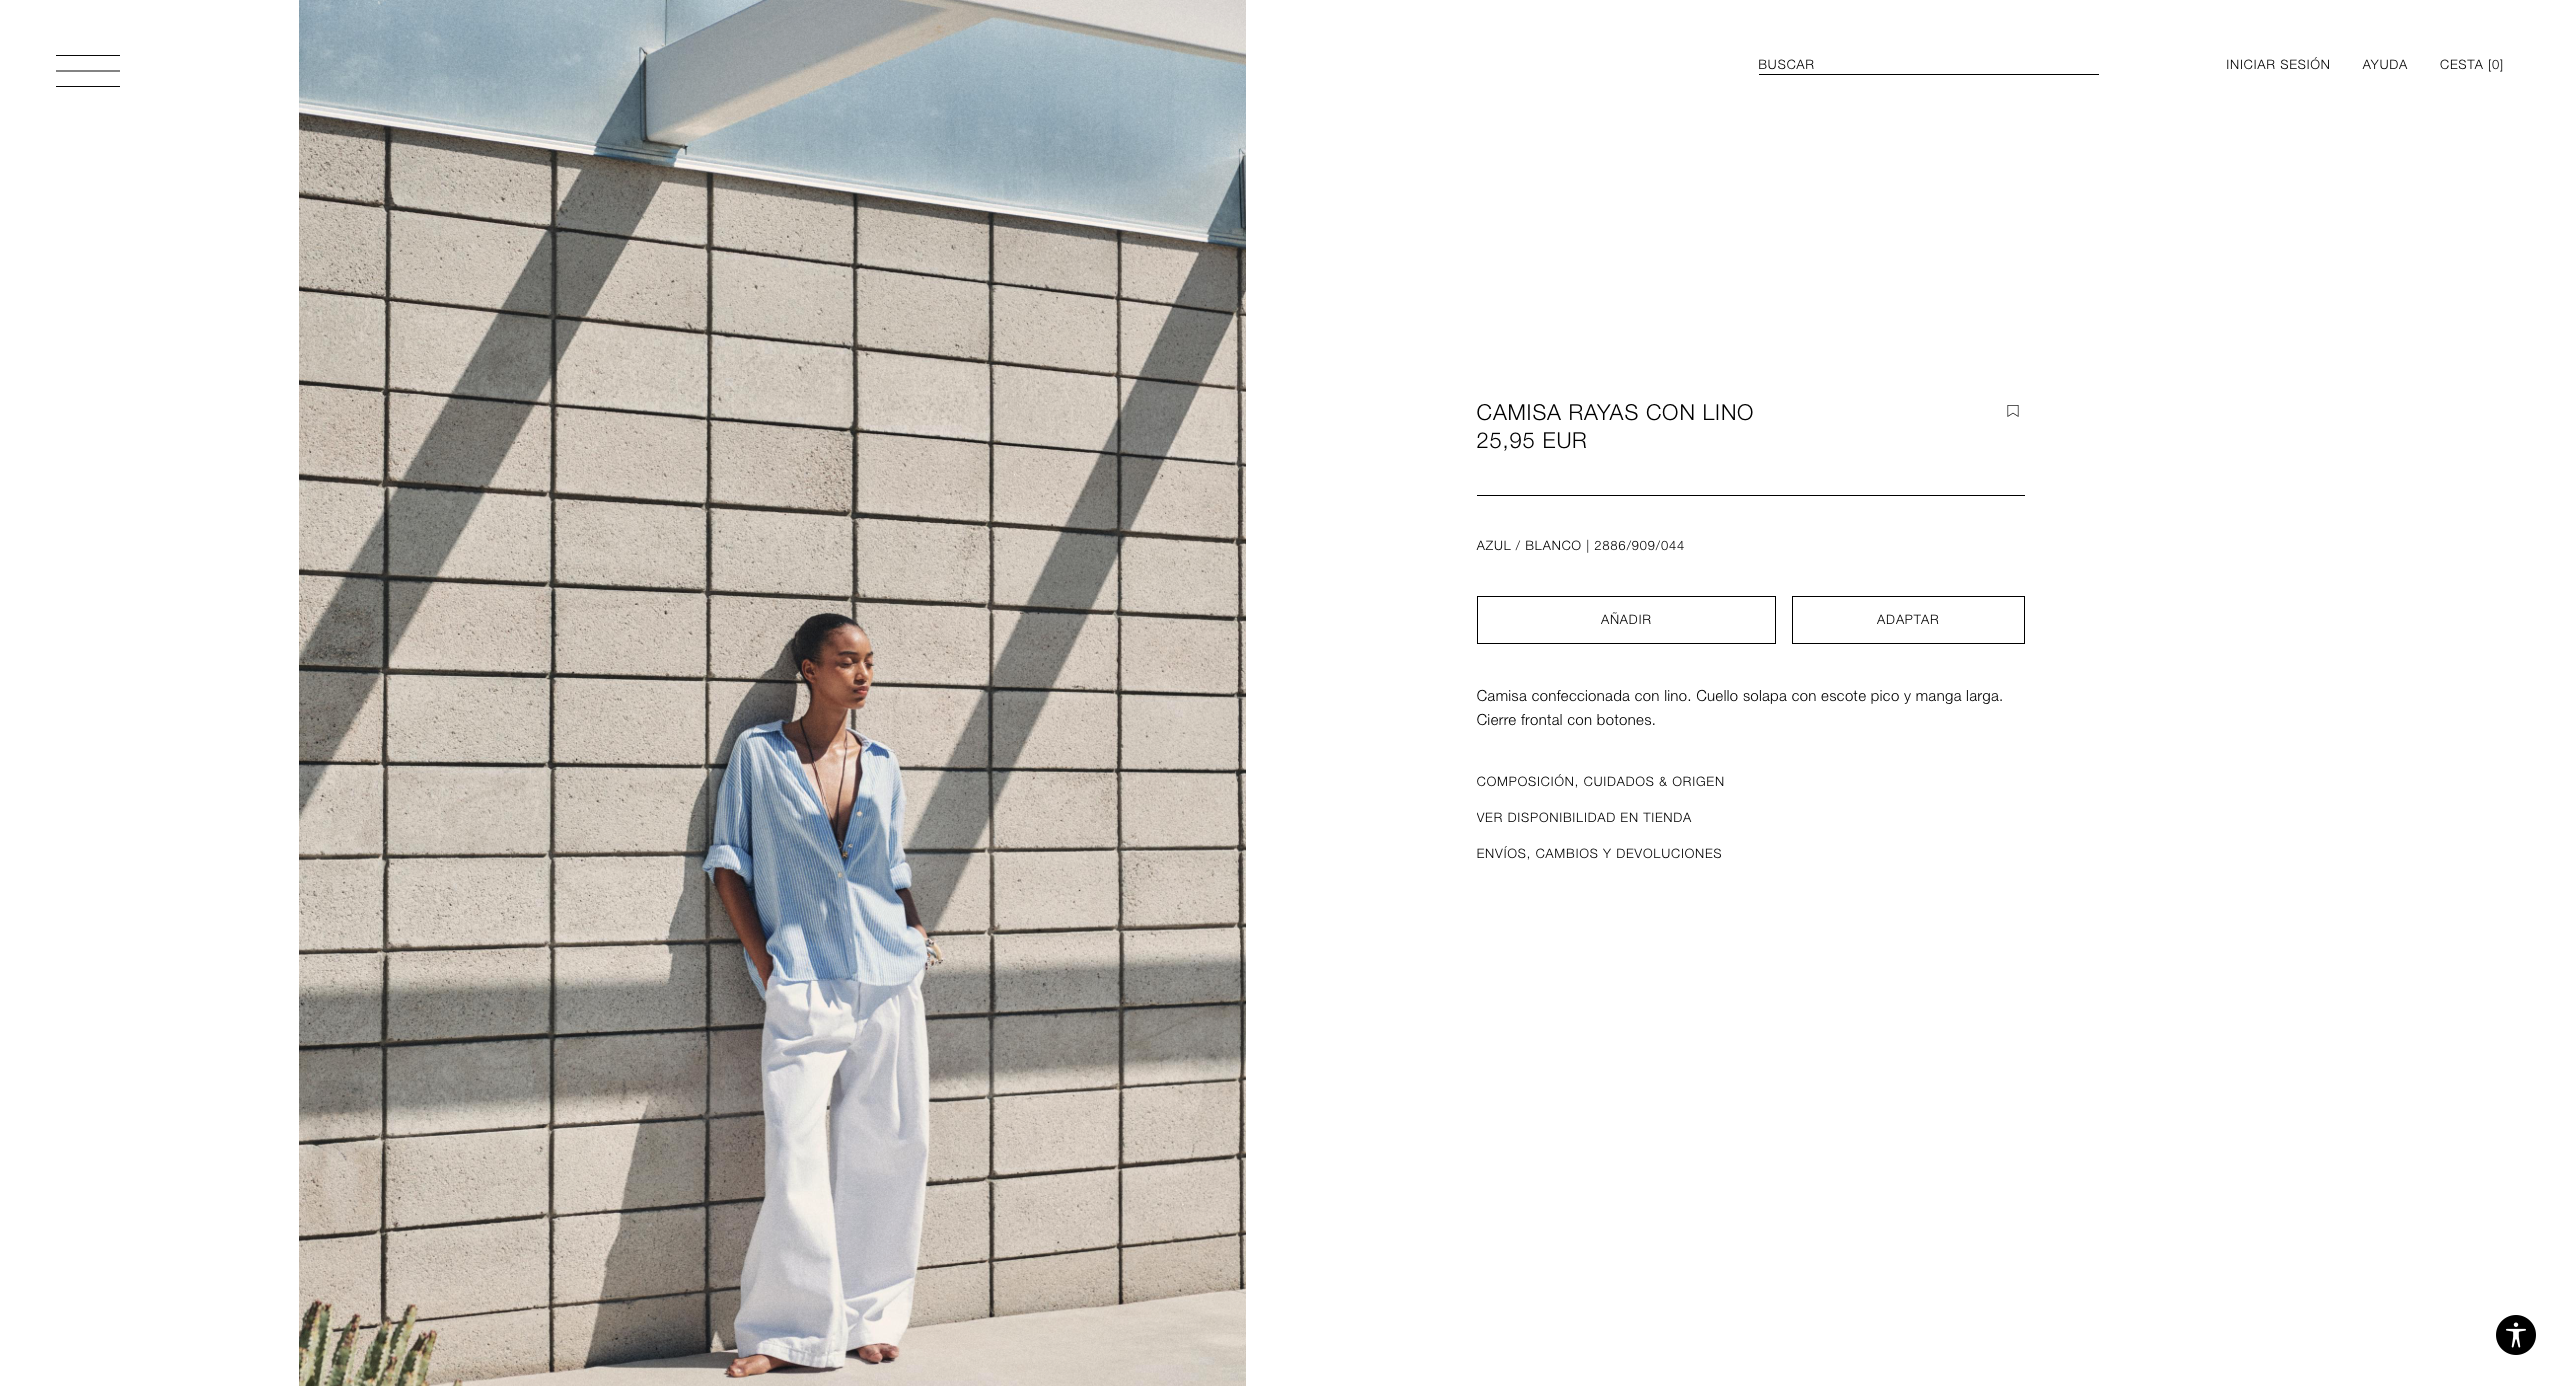 BUSCAR
INICIAR SESIÓN
AYUDA
CESTA [0]
CAMISA RAYAS CON LINO
25,95 EUR
AZUL / BLANCO | 2886/909/044
AÑADIR
ADAPTAR
Camisa confeccionada con lino. Cuello solapa con escote pico y manga larga.
Cierre frontal con botones.
COMPOSICIÓN, CUIDADOS & ORIGEN
VER DISPONIBILIDAD EN TIENDA
ENVÍOS, CAMBIOS Y DEVOLUCIONES